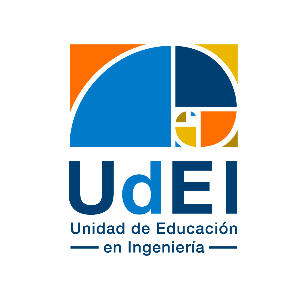 UdEI
Unidad de Educación
en Ingeniería